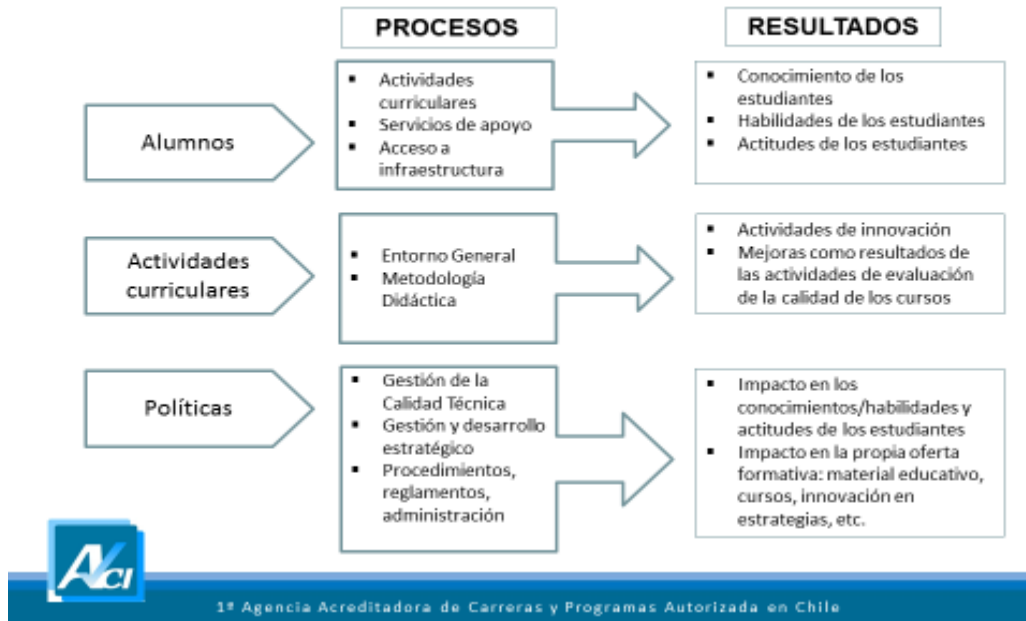 PROCESOS
RESULTADOS
Alumnos
▪ Actividades
curriculares
▪ Servicios de apoyo
▪ Acceso a
infraestructura
▪ Conocimiento de los
estudiantes
▪ Habilidades de los estudiantes
▪ Actitudes de los estudiantes
Actividades
curriculares
▪ Entorno General
▪ Metodología
Didáctica
▪ Actividades de innovación
▪ Mejoras como resultados de
las actividades de evaluación
de la calidad de los cursos
Políticas
▪ Gestión de la
Calidad Técnica
▪ Gestión y desarrollo
estratégico
▪ Procedimientos,
reglamentos,
administración
▪ Impacto en los
conocimientos/habilidades y
actitudes de los estudiantes
▪ Impacto en la propia oferta
formativa: material educativo,
cursos, innovación en
estrategias, etc.
A/CI
1ª Agencia Acreditadora de Carreras y Programas Autorizada en Chile